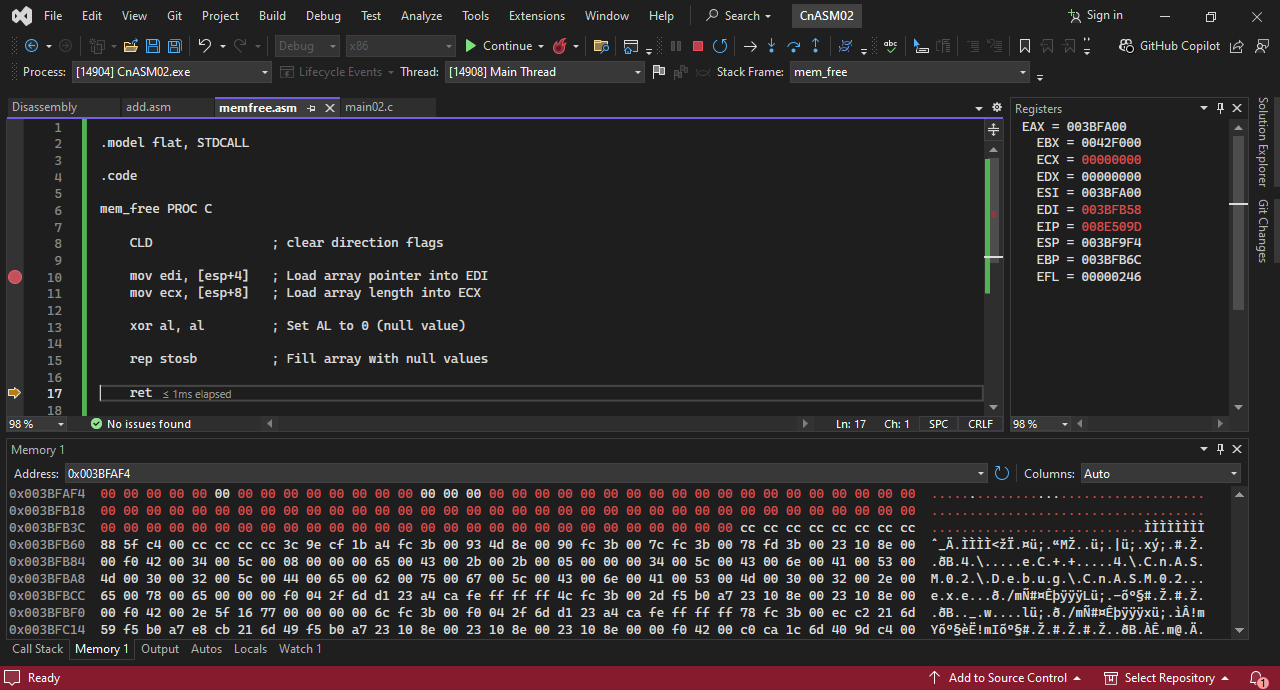 File Edit View Git Project Build Debug Test Analyze Tools Extensions Window Help Search CnASM02 Sign in
Debug x86 Continue GitHub Copilot
Process: [14904] CnASM02.exe Lifecycle Events Thread: [14908] Main Thread Stack Frame: mem_free
Disassembly add.asm memfree.asm main02.c
Registers
Solution Explorer
Git Changes
1
2 .model flat, STDCALL
3
4 .code
5
6 mem_free PROC C
7
8 CLD ; clear direction flags
9
10 mov edi, [esp+4] ; Load array pointer into EDI
11 mov ecx, [esp+8] ; Load array length into ECX
12
13 xor al, al ; Set AL to 0 (null value)
14
15 rep stosb ; Fill array with null values
16
17 ret ≤ 1ms elapsed
18
EAX = 003BFA00
EBX = 0042F000
ECX = 00000000
EDX = 00000000
ESI = 003BFA00
EDI = 003BFB58
EIP = 008E509D
ESP = 003BF9F4
EBP = 003BFB6C
EFL = 00000246
98 % No issues found Ln: 17 Ch: 1 SPC CRLF
98 %
Memory 1
Address: 0x003BFAF4 Columns: Auto
0x003BFAF4 00 00 00 00 00 00 00 00 00 00 00 00 00 00 00 00 00 00 00 00 00 00 00 00 00 00 00 00 00 00 00 00 00 00 00 00 ....................................
0x003BFB18 00 00 00 00 00 00 00 00 00 00 00 00 00 00 00 00 00 00 00 00 00 00 00 00 00 00 00 00 00 00 00 00 00 00 00 00 ....................................
0x003BFB3C 00 00 00 00 00 00 00 00 00 00 00 00 00 00 00 00 00 00 00 00 00 00 00 00 00 00 00 00 cc cc cc cc cc cc cc cc ............................ÌÌÌÌÌÌÌÌ
0x003BFB60 88 5f c4 00 cc cc cc cc 3c 9e cf 1b a4 fc 3b 00 93 4d 8e 00 90 fc 3b 00 7c fc 3b 00 78 fd 3b 00 23 10 8e 00 ˆ_Ä.ÌÌÌÌ<žÏ.¤ü;.“MŽ..ü;.|ü;.xý;.#.Ž.
0x003BFB84 00 f0 42 00 34 00 5c 00 08 00 00 00 65 00 43 00 2b 00 2b 00 05 00 00 00 34 00 5c 00 43 00 6e 00 41 00 53 00 .ðB.4.\.....e.C.+.+.....4.\.C.n.A.S.
0x003BFBA8 4d 00 30 00 32 00 5c 00 44 00 65 00 62 00 75 00 67 00 5c 00 43 00 6e 00 41 00 53 00 4d 00 30 00 32 00 2e 00 M.0.2.\.D.e.b.u.g.\.C.n.A.S.M.0.2...
0x003BFBCC 65 00 78 00 65 00 00 00 f0 04 2f 6d d1 23 a4 ca fe ff ff ff 4c fc 3b 00 2d f5 b0 a7 23 10 8e 00 23 10 8e 00 e.x.e...ð./mÑ#¤ÊþÿÿÿLü;.-õ°§#.Ž.#.Ž.
0x003BFBF0 00 f0 42 00 2e 5f 16 77 00 00 00 00 6c fc 3b 00 f0 04 2f 6d d1 23 a4 ca fe ff ff ff 78 fc 3b 00 ec c2 21 6d .ðB.._.w....lü;.ð./mÑ#¤Êþÿÿÿxü;.ìÂ!m
0x003BFC14 59 f5 b0 a7 e8 cb 21 6d 49 f5 b0 a7 23 10 8e 00 23 10 8e 00 23 10 8e 00 00 f0 42 00 c0 ca 1c 6d 40 9d c4 00 Yõ°§èË!mIõ°§#.Ž.#.Ž.#.Ž..ðB.ÀÊ.m@.Ä.
Call Stack Memory 1 Output Autos Locals Watch 1
Ready Add to Source Control Select Repository 1